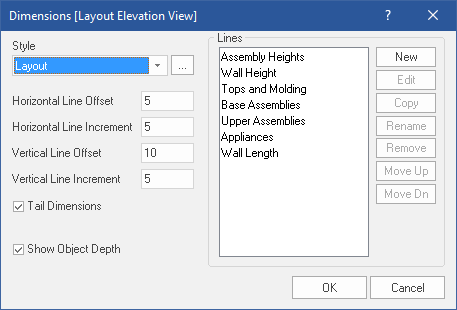 Dimensions [Layout Elevation View]
?
Style
Layout
...
Horizontal Line Offset 5
Horizontal Line Increment 5
Vertical Line Offset 10
Vertical Line Increment 5
Tail Dimensions
Show Object Depth
Lines
Assembly Heights
Wall Height
Tops and Molding
Base Assemblies
Upper Assemblies
Appliances
Wall Length
New
Edit
Copy
Rename
Remove
Move Up
Move Dn
OK
Cancel